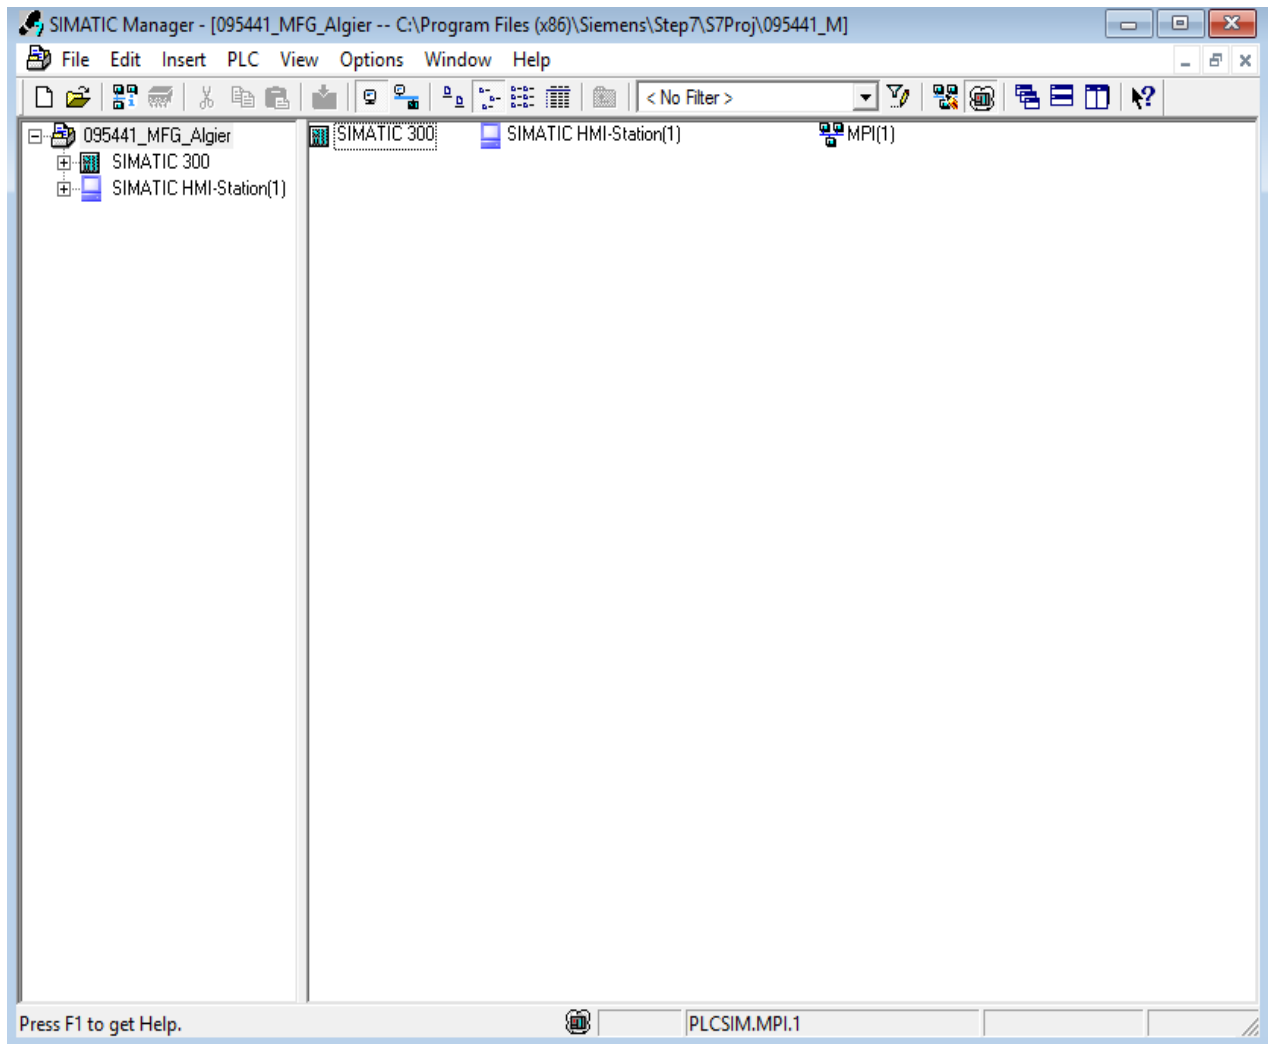 SIMATIC Manager - [095441_MFG_Algier -- C:\Program Files (x86)\Siemens\Step7\S7Proj\095441_M]
File Edit Insert PLC View Options Window Help
< No Filter >
095441_MFG_Algier
SIMATIC 300
SIMATIC HMI-Station(1)
SIMATIC 300 SIMATIC HMI-Station(1) MPI(1)
Press F1 to get Help. PLCSIM.MPI.1